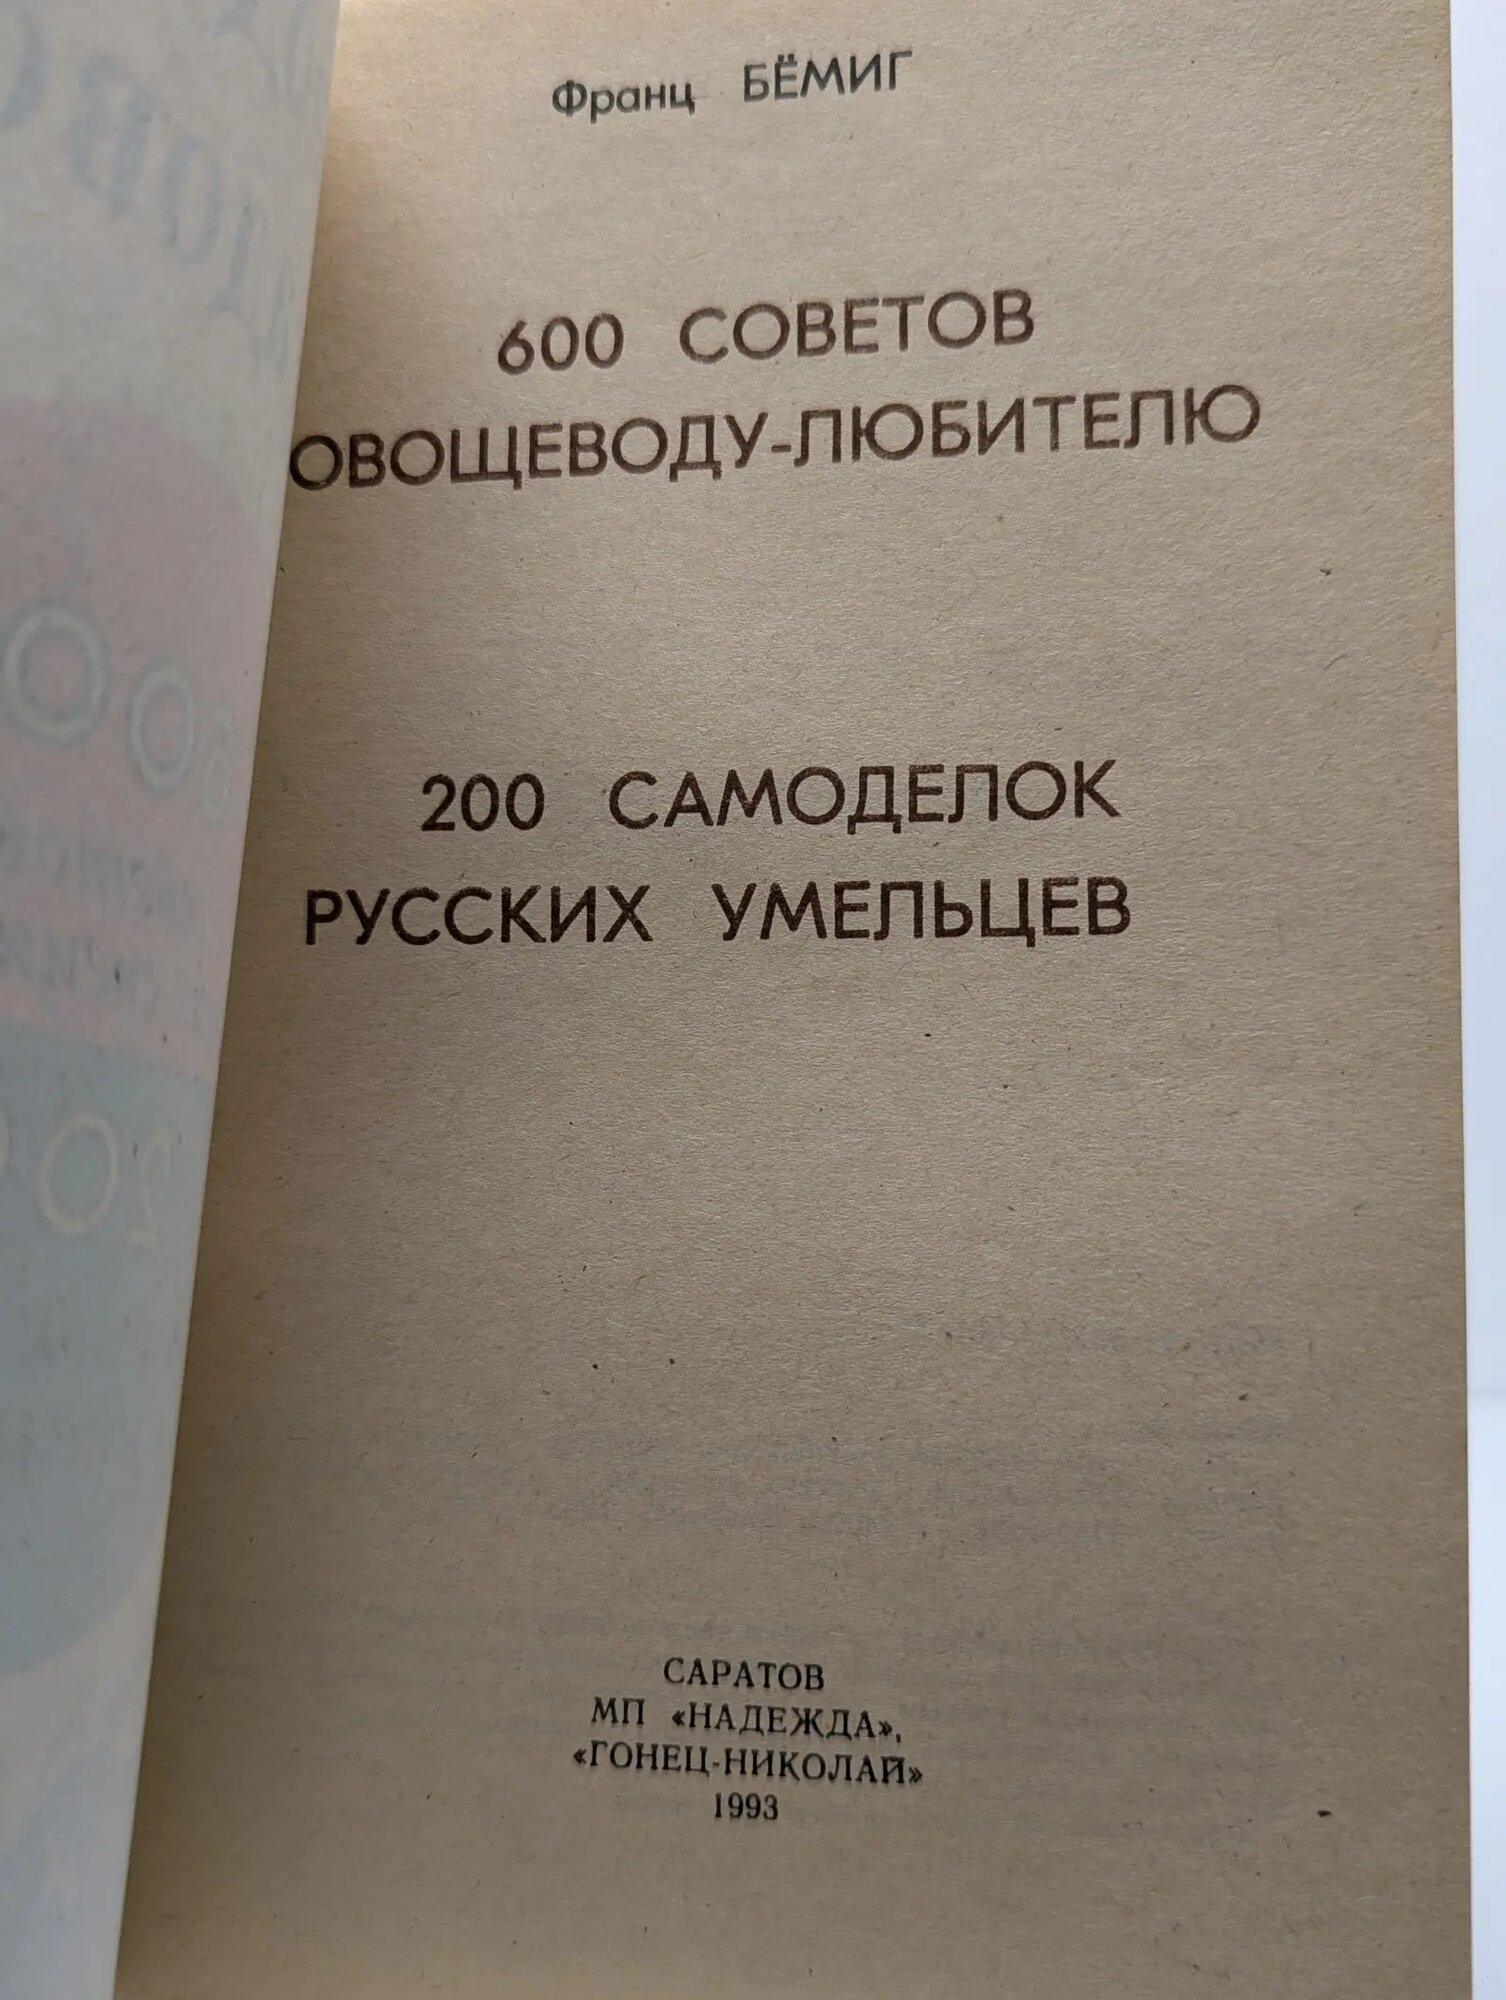 Франц БЁМИГ
600 СОВЕТОВ
ОВОЩЕВОДУ-ЛЮБИТЕЛЮ
200 САМОДЕЛОК
РУССКИХ УМЕЛЬЦЕВ
САРАТОВ
МП «НАДЕЖДА»,
«ГОНЕЦ-НИКОЛАЙ»
1993